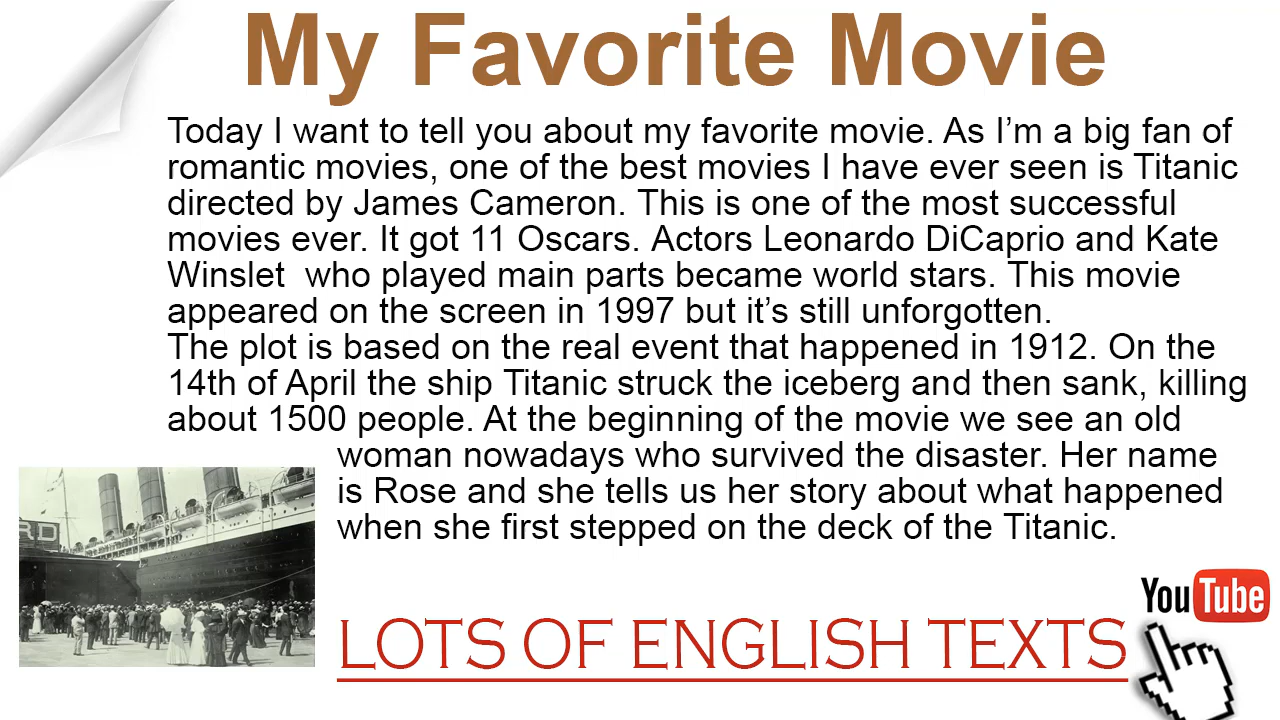 My Favorite Movie
Today I want to tell you about my favorite movie. As I’m a big fan of
romantic movies, one of the best movies I have ever seen is Titanic
directed by James Cameron. This is one of the most successful
movies ever. It got 11 Oscars. Actors Leonardo DiCaprio and Kate
Winslet  who played main parts became world stars. This movie
appeared on the screen in 1997 but it’s still unforgotten.
The plot is based on the real event that happened in 1912. On the
14th of April the ship Titanic struck the iceberg and then sank, killing
about 1500 people. At the beginning of the movie we see an old
woman nowadays who survived the disaster. Her name
is Rose and she tells us her story about what happened
when she first stepped on the deck of the Titanic.
RD
YouTube
LOTS OF ENGLISH TEXTS